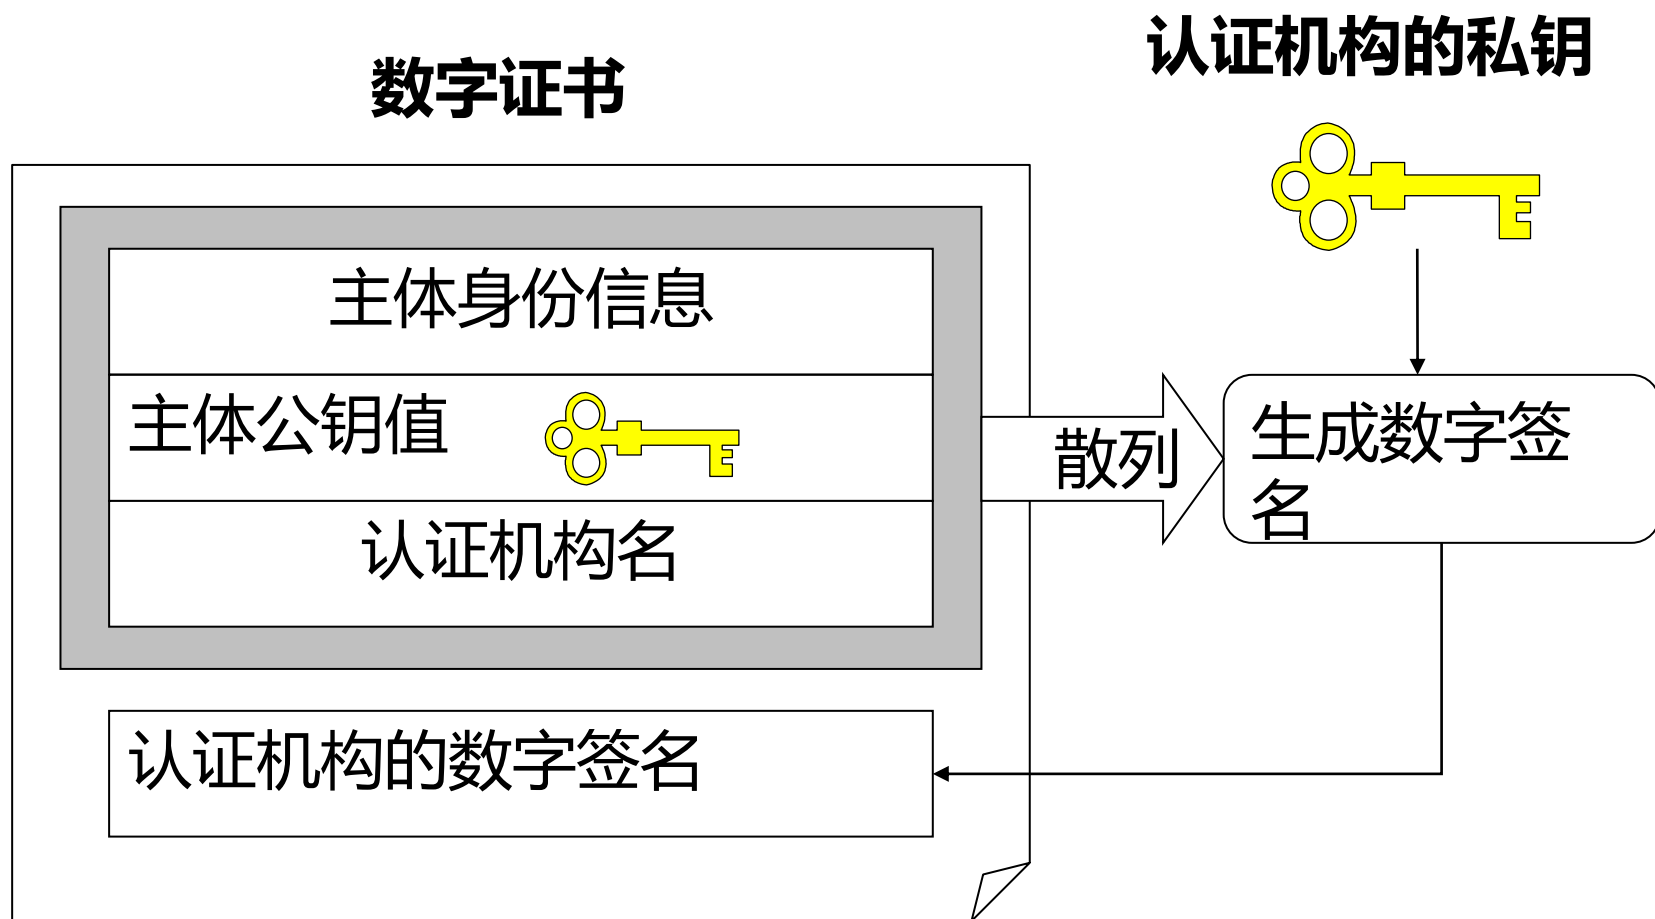 认证机构的私钥
数字证书
主体身份信息
主体公钥值
认证机构名
散列
生成数字签
名
认证机构的数字签名